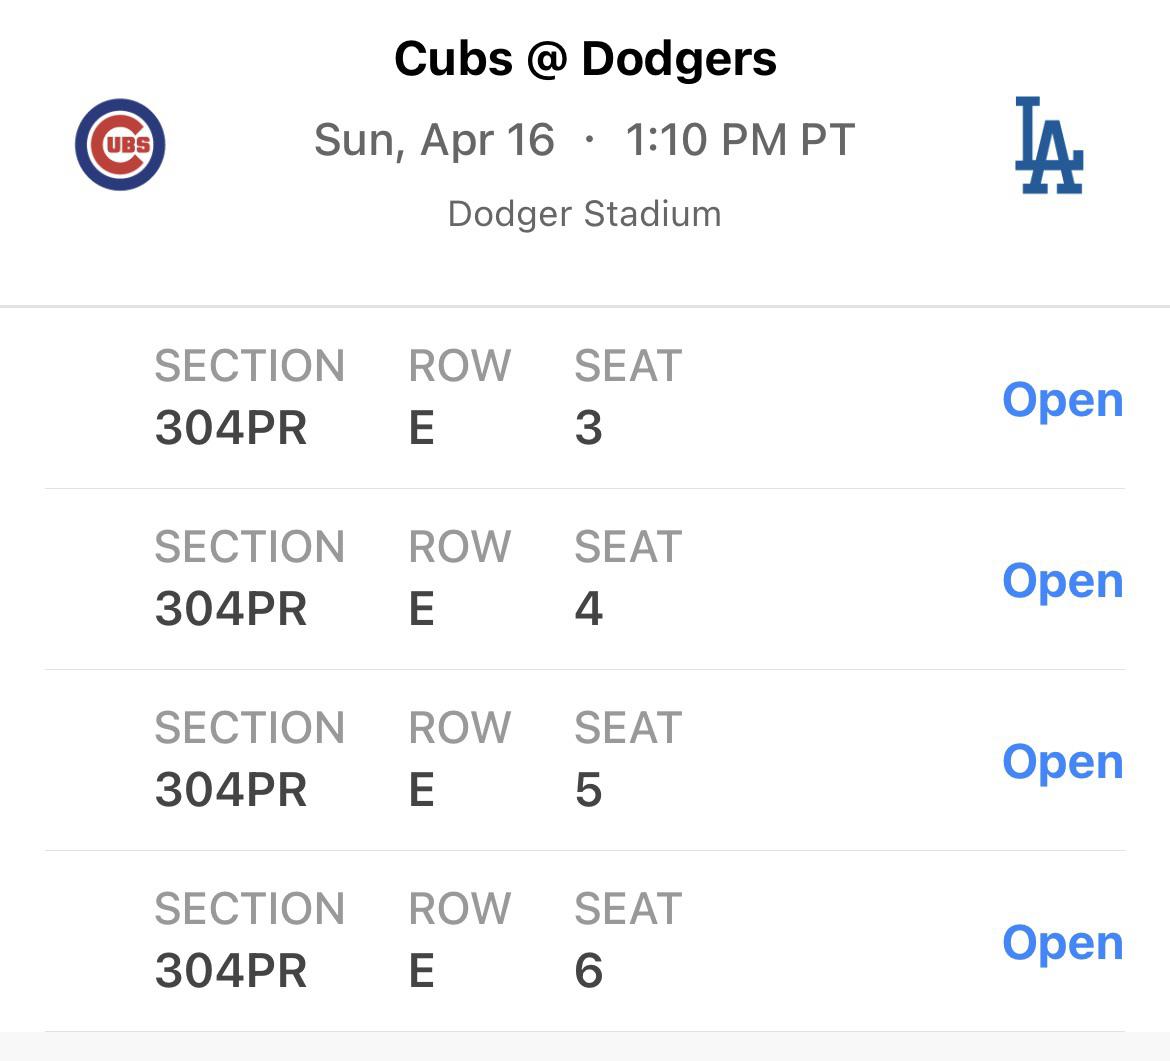 Cubs @ Dodgers
CUBS
Sun, Apr 16 · 1:10 PM PT
LA
Dodger Stadium
SECTION ROW SEAT
304PR E 3
Open
SECTION ROW SEAT
304PR E 4
Open
SECTION ROW SEAT
304PR E 5
Open
SECTION ROW SEAT
304PR E 6
Open